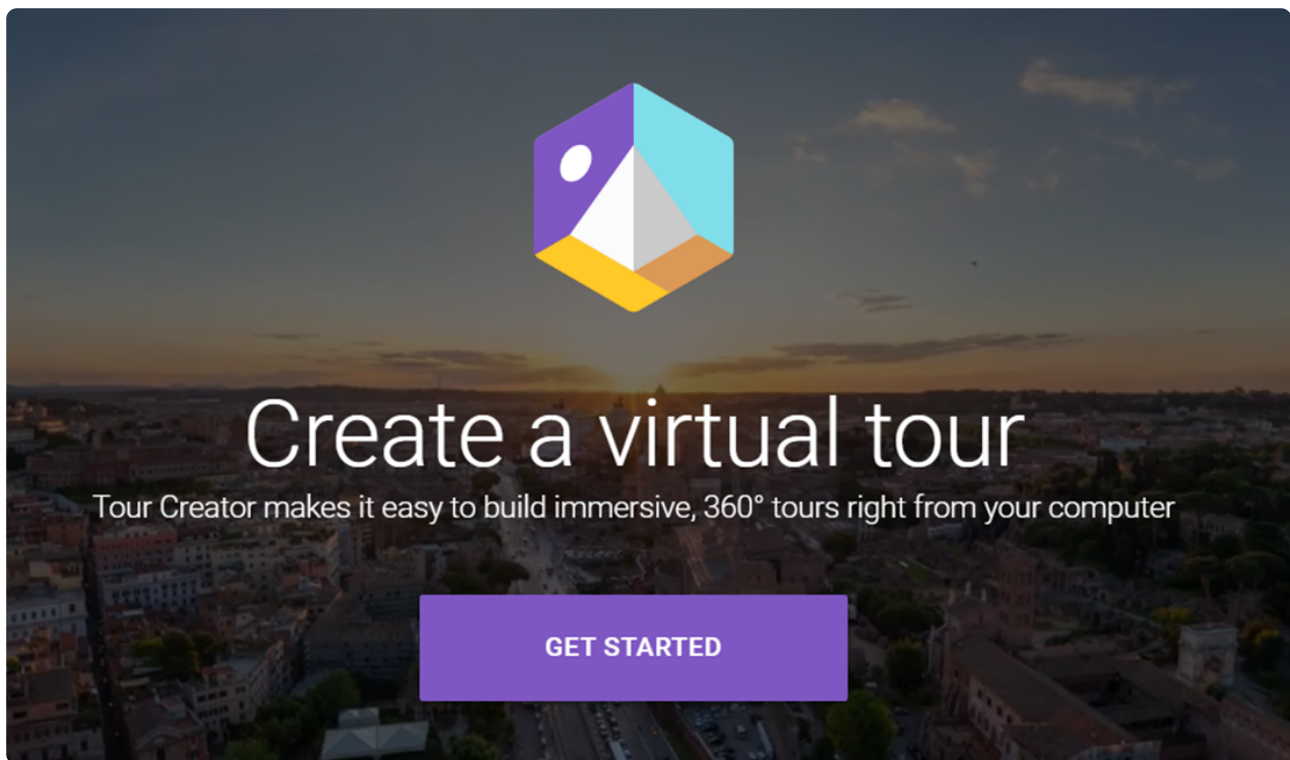 Create a virtual tour
Tour Creator makes it easy to build immersive, 360° tours right from your computer
GET STARTED